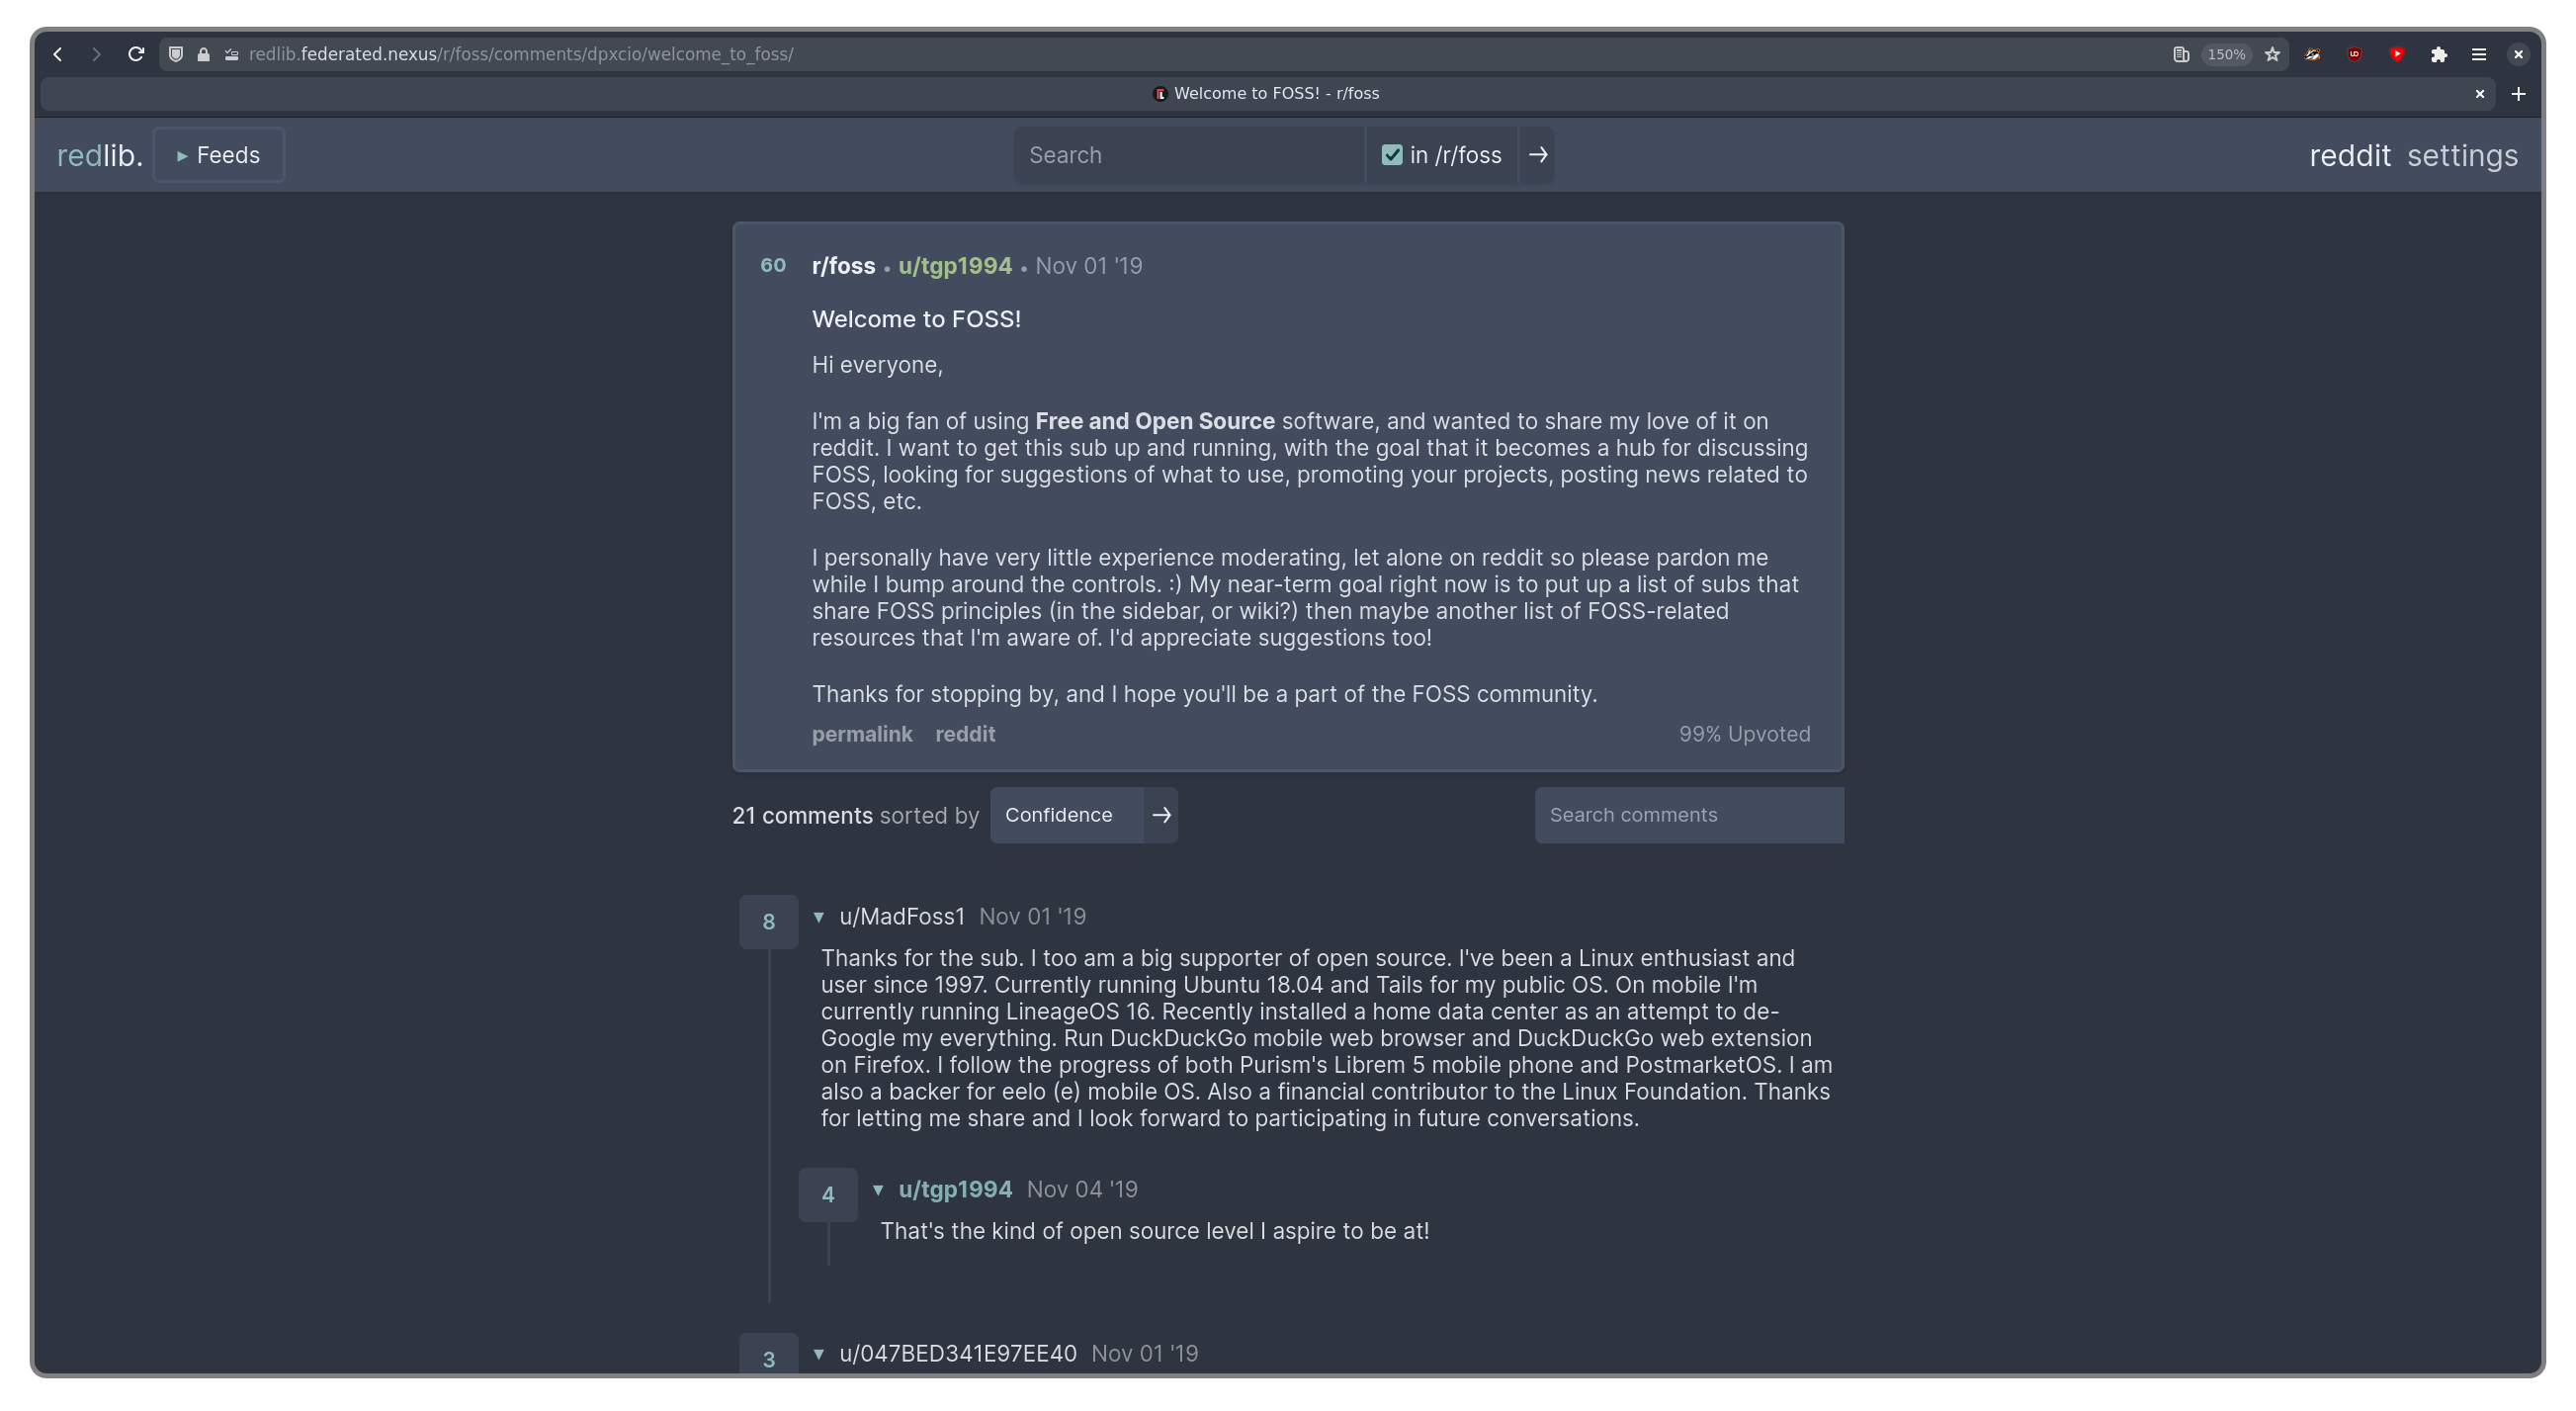 redlib.federated.nexus/r/foss/comments/dpxcio/welcome_to_foss/
150%
Welcome to FOSS! - r/foss
redlib.
▸ Feeds
Search
in /r/foss
→
reddit settings
60 r/foss • u/tgp1994 • Nov 01 '19
Welcome to FOSS!
Hi everyone,
I'm a big fan of using Free and Open Source software, and wanted to share my love of it on
reddit. I want to get this sub up and running, with the goal that it becomes a hub for discussing
FOSS, looking for suggestions of what to use, promoting your projects, posting news related to
FOSS, etc.
I personally have very little experience moderating, let alone on reddit so please pardon me
while I bump around the controls. :) My near-term goal right now is to put up a list of subs that
share FOSS principles (in the sidebar, or wiki?) then maybe another list of FOSS-related
resources that I'm aware of. I'd appreciate suggestions too!
Thanks for stopping by, and I hope you'll be a part of the FOSS community.
permalink reddit 99% Upvoted
21 comments sorted by Confidence → Search comments
8 ▾ u/MadFoss1 Nov 01 '19
Thanks for the sub. I too am a big supporter of open source. I've been a Linux enthusiast and
user since 1997. Currently running Ubuntu 18.04 and Tails for my public OS. On mobile I'm
currently running LineageOS 16. Recently installed a home data center as an attempt to de-
Google my everything. Run DuckDuckGo mobile web browser and DuckDuckGo web extension
on Firefox. I follow the progress of both Purism's Librem 5 mobile phone and PostmarketOS. I am
also a backer for eelo (e) mobile OS. Also a financial contributor to the Linux Foundation. Thanks
for letting me share and I look forward to participating in future conversations.
4 ▾ u/tgp1994 Nov 04 '19
That's the kind of open source level I aspire to be at!
3 ▾ u/047BED341E97EE40 Nov 01 '19